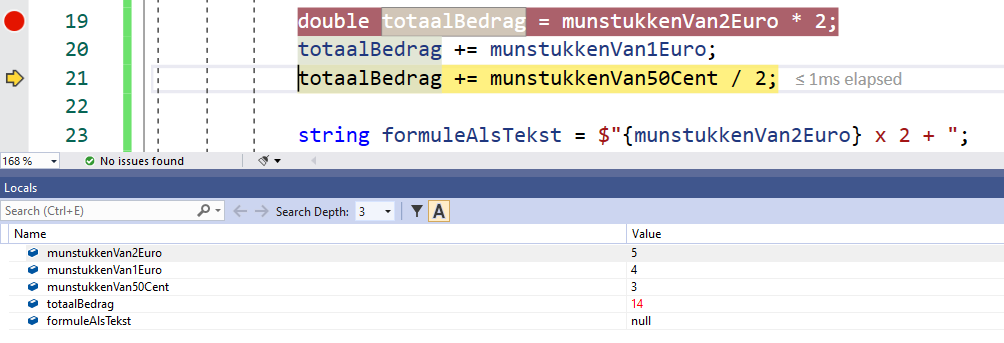 19 double totaalBedrag = munstukkenVan2Euro * 2;
20 totaalBedrag += munstukkenVan1Euro;
21 totaalBedrag += munstukkenVan50Cent / 2; ≤ 1ms elapsed
22
23 string formuleAlsTekst = $"{munstukkenVan2Euro} x 2 + ";
168 % No issues found
Locals
Search (Ctrl+E) Search Depth: 3 A
Name Value
munstukkenVan2Euro 5
munstukkenVan1Euro 4
munstukkenVan50Cent 3
totaalBedrag 14
formuleAlsTekst null